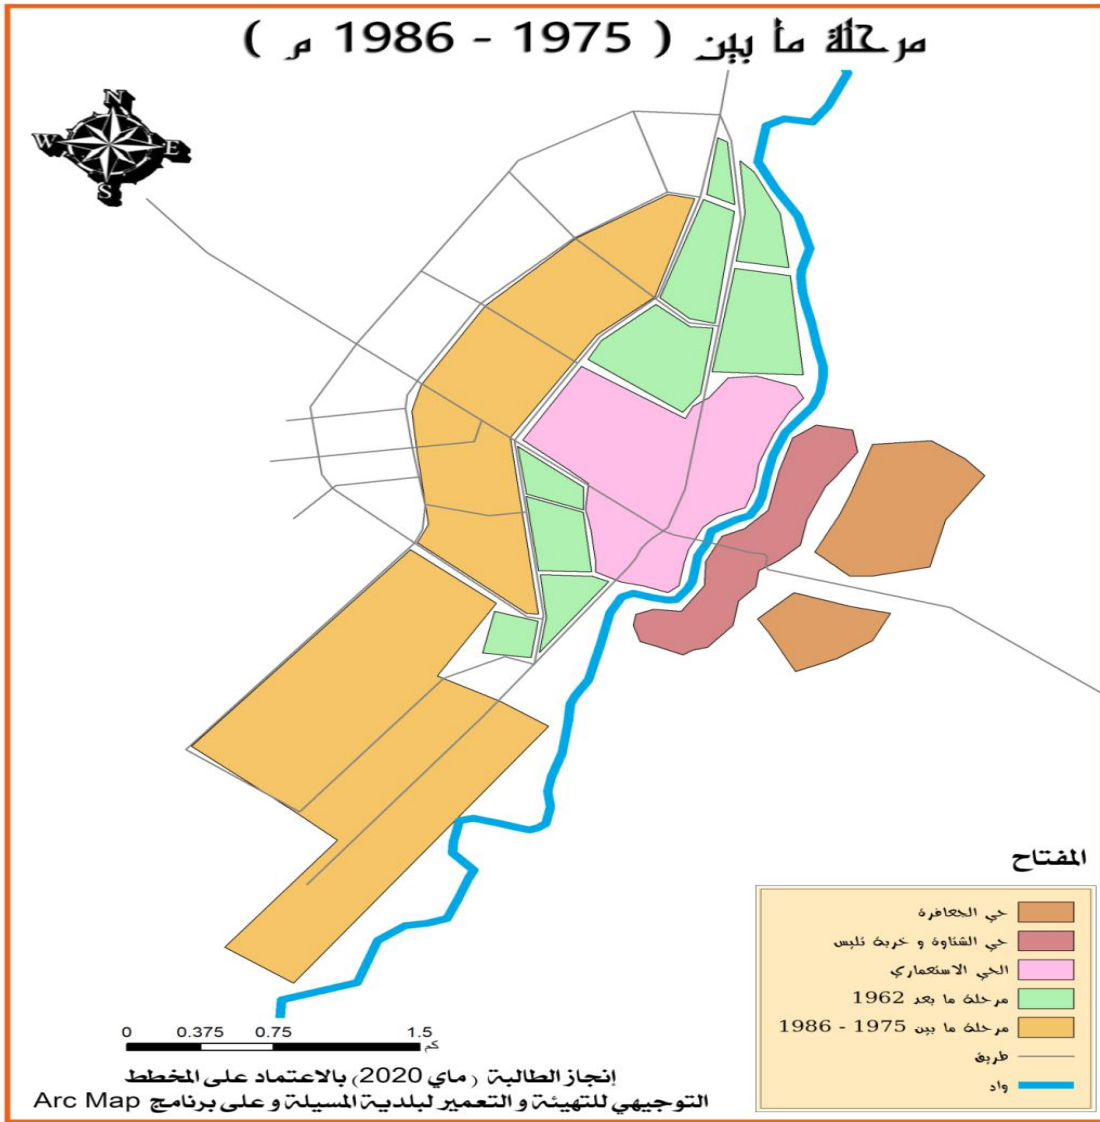 مرحلة ما بين ( 1975 - 1986 م )
N
W E
S
المفتاح
حي الجعافرة
حي الشتاوة و خربة تليس
الحي الاستعماري
مرحلة ما بعد 1962
مرحلة ما بين 1975 - 1986
طريق
واد
0 0.375 0.75 1.5
كم
إنجاز الطالبة ( ماي 2020) بالاعتماد على المخطط
التوجيهي للتهيئة و التعمير لبلدية المسيلة و على برنامج Arc Map